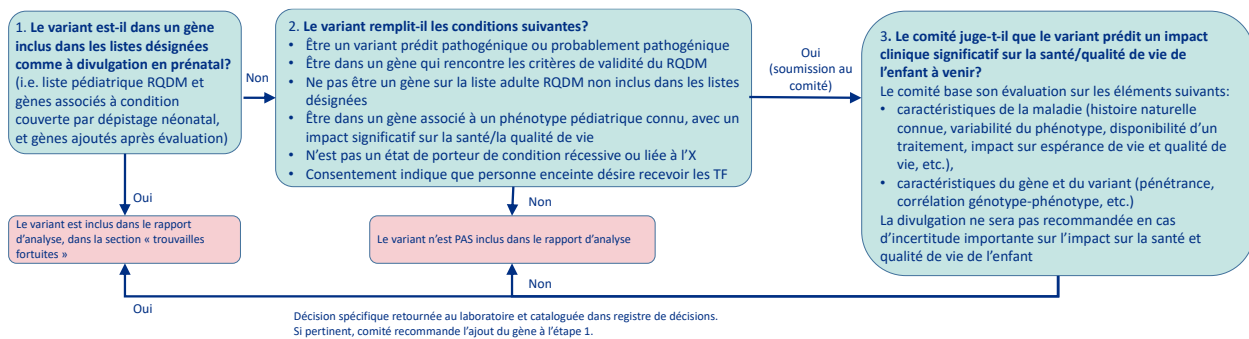 1. Le variant est-il dans un gène
inclus dans les listes désignées
comme à divulgation en prénatal?
(i.e. liste pédiatrique RQDM et
gènes associés à condition
couverte par dépistage néonatal,
et gènes ajoutés après évaluation)
Non
2. Le variant remplit-il les conditions suivantes?
• Être un variant prédit pathogénique ou probablement pathogénique
• Être dans un gène qui rencontre les critères de validité du RQDM
• Ne pas être un gène sur la liste adulte RQDM non inclus dans les listes
désignées
• Être dans un gène associé à un phénotype pédiatrique connu, avec un
impact significatif sur la santé/la qualité de vie
• N'est pas un état de porteur de condition récessive ou liée à l'X
• Consentement indique que personne enceinte désire recevoir les TF
Oui
(soumission au
comité)
3. Le comité juge-t-il que le variant prédit un impact
clinique significatif sur la santé/qualité de vie de
l'enfant à venir?
Le comité base son évaluation sur les éléments suivants:
• caractéristiques de la maladie (histoire naturelle
connue, variabilité du phénotype, disponibilité d'un
traitement, impact sur espérance de vie et qualité de
vie, etc.),
• caractéristiques du gène et du variant (pénétrance,
corrélation génotype-phénotype, etc.)
La divulgation ne sera pas recommandée en cas
d'incertitude importante sur l'impact sur la santé et
qualité de vie de l'enfant
Oui
Non
Le variant est inclus dans le rapport
d'analyse, dans la section « trouvailles
fortuites »
Le variant n'est PAS inclus dans le rapport d'analyse
Oui
Non
Décision spécifique retournée au laboratoire et cataloguée dans registre de décisions.
Si pertinent, comité recommande l'ajout du gène à l'étape 1.